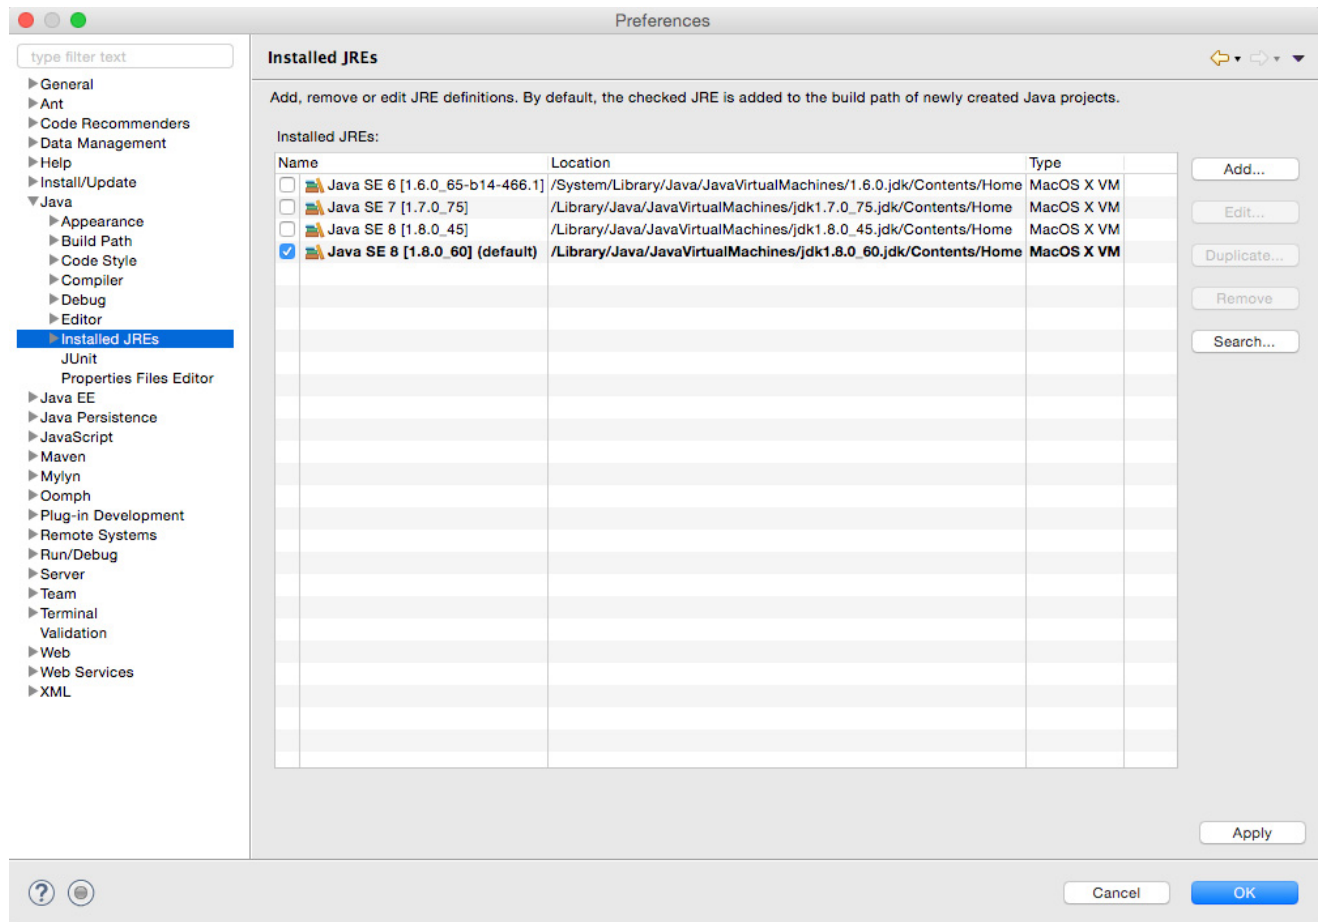 Preferences
type filter text
General
Ant
Code Recommenders
Data Management
Help
Install/Update
Java
Appearance
Build Path
Code Style
Compiler
Debug
Editor
Installed JREs
JUnit
Properties Files Editor
Java EE
Java Persistence
JavaScript
Maven
Mylyn
Oomph
Plug-in Development
Remote Systems
Run/Debug
Server
Team
Terminal
Validation
Web
Web Services
XML
Installed JREs
Add, remove or edit JRE definitions. By default, the checked JRE is added to the build path of newly created Java projects.
Installed JREs:
Name Location Type
Java SE 6 [1.6.0_65-b14-466.1] /System/Library/Java/JavaVirtualMachines/1.6.0.jdk/Contents/Home MacOS X VM
Java SE 7 [1.7.0_75] /Library/Java/JavaVirtualMachines/jdk1.7.0_75.jdk/Contents/Home MacOS X VM
Java SE 8 [1.8.0_45] /Library/Java/JavaVirtualMachines/jdk1.8.0_45.jdk/Contents/Home MacOS X VM
Java SE 8 [1.8.0_60] (default) /Library/Java/JavaVirtualMachines/jdk1.8.0_60.jdk/Contents/Home MacOS X VM
Add...
Edit...
Duplicate...
Remove
Search...
Apply
?
Cancel
OK